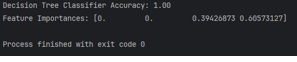 Decision Tree Classifier Accuracy: 1.00
Feature Importances: [0.         0.         0.39426873 0.60573127]
Process finished with exit code 0